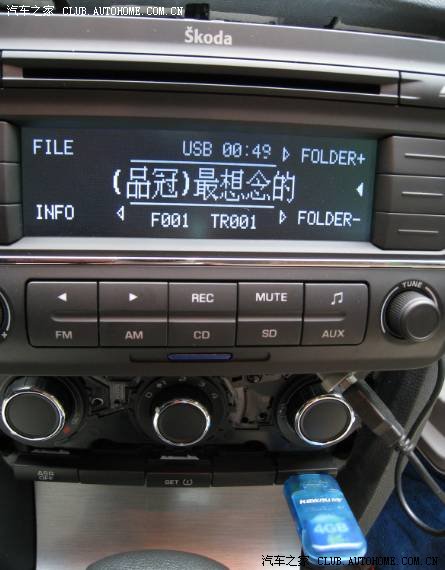 汽车之家 CLUB.AUTOHOME.COM.CN
Škoda
FILE USB 00:49 FOLDER+
(品冠)最想念的
INFO F001 TR001 FOLDER-
REC MUTE TUNE
FM AM CD SD AUX
ASR OFF
SET
4GB
汽车之家 CLUB.AUTOHOME.COM.CN